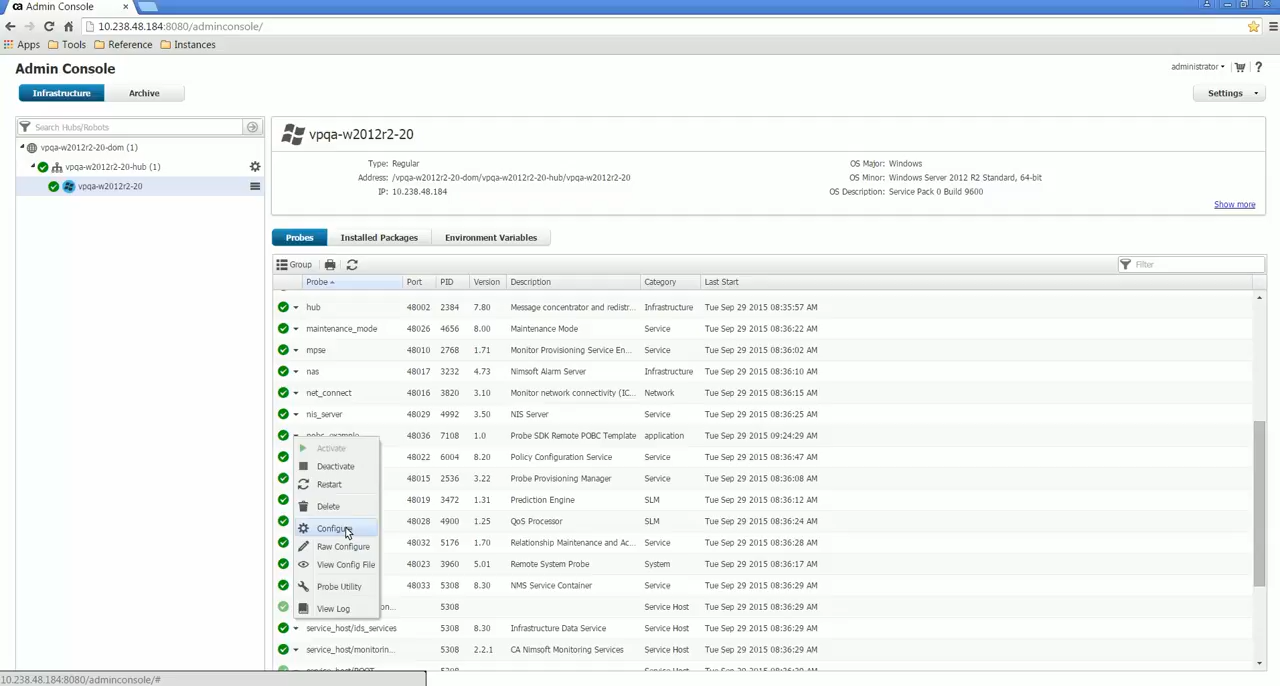 ca Admin Console ×
10.238.48.184:8080/adminconsole/
Apps Tools Reference Instances
Admin Console
administrator ?
Infrastructure Archive Settings
Search Hubs/Robots
vpqa-w2012r2-20-dom (1)
vpqa-w2012r2-20-hub (1)
vpqa-w2012r2-20
vpqa-w2012r2-20
Type: Regular OS Major: Windows
Address: /vpqa-w2012r2-20-dom/vpqa-w2012r2-20-hub/vpqa-w2012r2-20 OS Minor: Windows Server 2012 R2 Standard, 64-bit
IP: 10.238.48.184 OS Description: Service Pack 0 Build 9600
Show more
Probes Installed Packages Environment Variables
Group Filter
Probe Port PID Version Description Category Last Start
hub 48002 2384 7.80 Message concentrator and redistr... Infrastructure Tue Sep 29 2015 08:35:57 AM
maintenance_mode 48026 4656 8.00 Maintenance Mode Service Tue Sep 29 2015 08:36:22 AM
mpse 48010 2768 1.71 Monitor Provisioning Service En... Service Tue Sep 29 2015 08:36:02 AM
nas 48017 3232 4.73 Nimsoft Alarm Server Infrastructure Tue Sep 29 2015 08:36:10 AM
net_connect 48016 3820 3.10 Monitor network connectivity (IC... Network Tue Sep 29 2015 08:36:15 AM
nis_server 48029 4992 3.50 NIS Server Service Tue Sep 29 2015 08:36:25 AM
48036 7108 1.0 Probe SDK Remote POBC Template application Tue Sep 29 2015 09:24:29 AM
Activate 48022 6004 8.20 Policy Configuration Service Service Tue Sep 29 2015 08:36:47 AM
Deactivate 48015 2536 3.22 Probe Provisioning Manager Service Tue Sep 29 2015 08:36:08 AM
Restart
Delete 48019 3472 1.31 Prediction Engine SLM Tue Sep 29 2015 08:36:12 AM
Configure 48028 4900 1.25 QoS Processor SLM Tue Sep 29 2015 08:36:24 AM
Raw Configure 48032 5176 1.70 Relationship Maintenance and Ac... Service Tue Sep 29 2015 08:36:28 AM
View Config File 48023 3960 5.01 Remote System Probe System Tue Sep 29 2015 08:36:17 AM
Probe Utility 48033 5308 8.30 NMS Service Container Service Tue Sep 29 2015 08:36:29 AM
View Log on... 5308 Service Host Tue Sep 29 2015 08:36:29 AM
service_host/ids_services 5308 8.30 Infrastructure Data Service Service Host Tue Sep 29 2015 08:36:29 AM
service_host/monitorin... 5308 2.2.1 CA Nimsoft Monitoring Services Service Host Tue Sep 29 2015 08:36:29 AM
10.238.48.184:8080/adminconsole/#